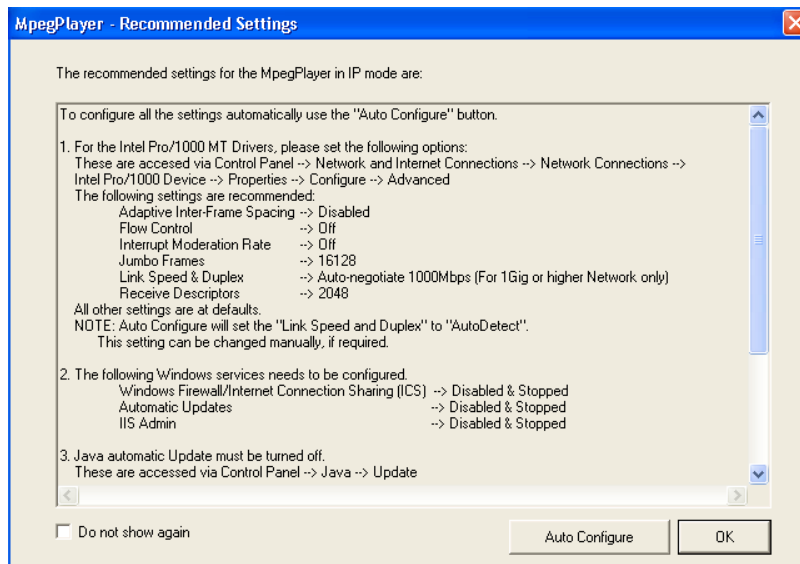 MpegPlayer - Recommended Settings
The recommended settings for the MpegPlayer in IP mode are:
To configure all the settings automatically use the "Auto Configure" button.
1. For the Intel Pro/1000 MT Drivers, please set the following options:
These are accesed via Control Panel --> Network and Internet Connections --> Network Connections -->
Intel Pro/1000 Device --> Properties --> Configure --> Advanced
The following settings are recommended:
Adaptive Inter-Frame Spacing --> Disabled
Flow Control --> Off
Interrupt Moderation Rate --> Off
Jumbo Frames --> 16128
Link Speed & Duplex --> Auto-negotiate 1000Mbps (For 1Gig or higher Network only)
Receive Descriptors --> 2048
All other settings are at defaults.
NOTE: Auto Configure will set the "Link Speed and Duplex" to "AutoDetect".
This setting can be changed manually, if required.
2. The following Windows services needs to be configured.
Windows Firewall/Internet Connection Sharing (ICS) --> Disabled & Stopped
Automatic Updates --> Disabled & Stopped
IIS Admin --> Disabled & Stopped
3. Java automatic Update must be turned off.
These are accessed via Control Panel --> Java --> Update
Do not show again
Auto Configure
OK